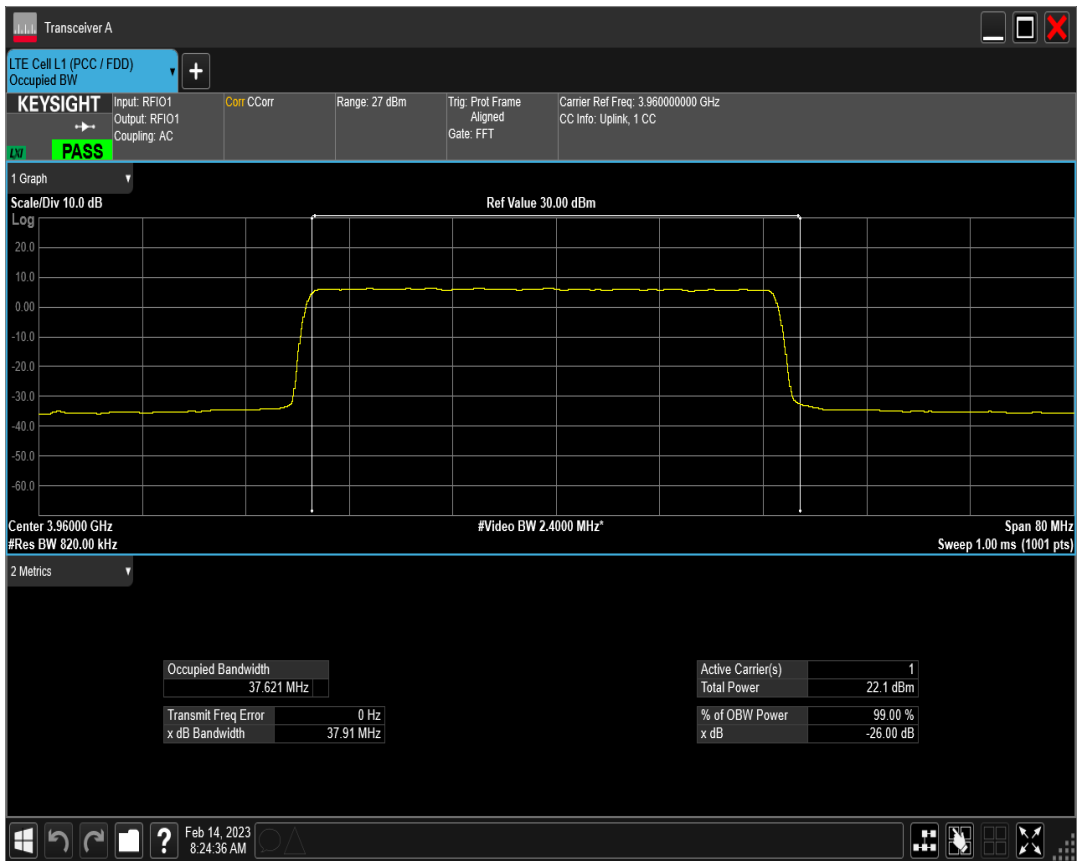 Transceiver A
LTE Cell L1 (PCC / FDD)
Occupied BW
+
KEYSIGHT
LXI
PASS
Input: RFIO1
Output: RFIO1
Coupling: AC
Corr CCorr
Range: 27 dBm
Trig: Prot Frame
Aligned
Gate: FFT
Carrier Ref Freq: 3.960000000 GHz
CC Info: Uplink, 1 CC
1 Graph
Scale/Div 10.0 dB
Ref Value 30.00 dBm
Log
20.0
10.0
0.00
-10.0
-20.0
-30.0
-40.0
-50.0
-60.0
Center 3.96000 GHz
#Video BW 2.4000 MHz*
Span 80 MHz
#Res BW 820.00 kHz
Sweep 1.00 ms (1001 pts)
2 Metrics
Occupied Bandwidth
37.621 MHz
Transmit Freq Error 0 Hz
x dB Bandwidth 37.91 MHz
Active Carrier(s) 1
Total Power 22.1 dBm
% of OBW Power 99.00 %
x dB -26.00 dB
?
Feb 14, 2023
8:24:36 AM